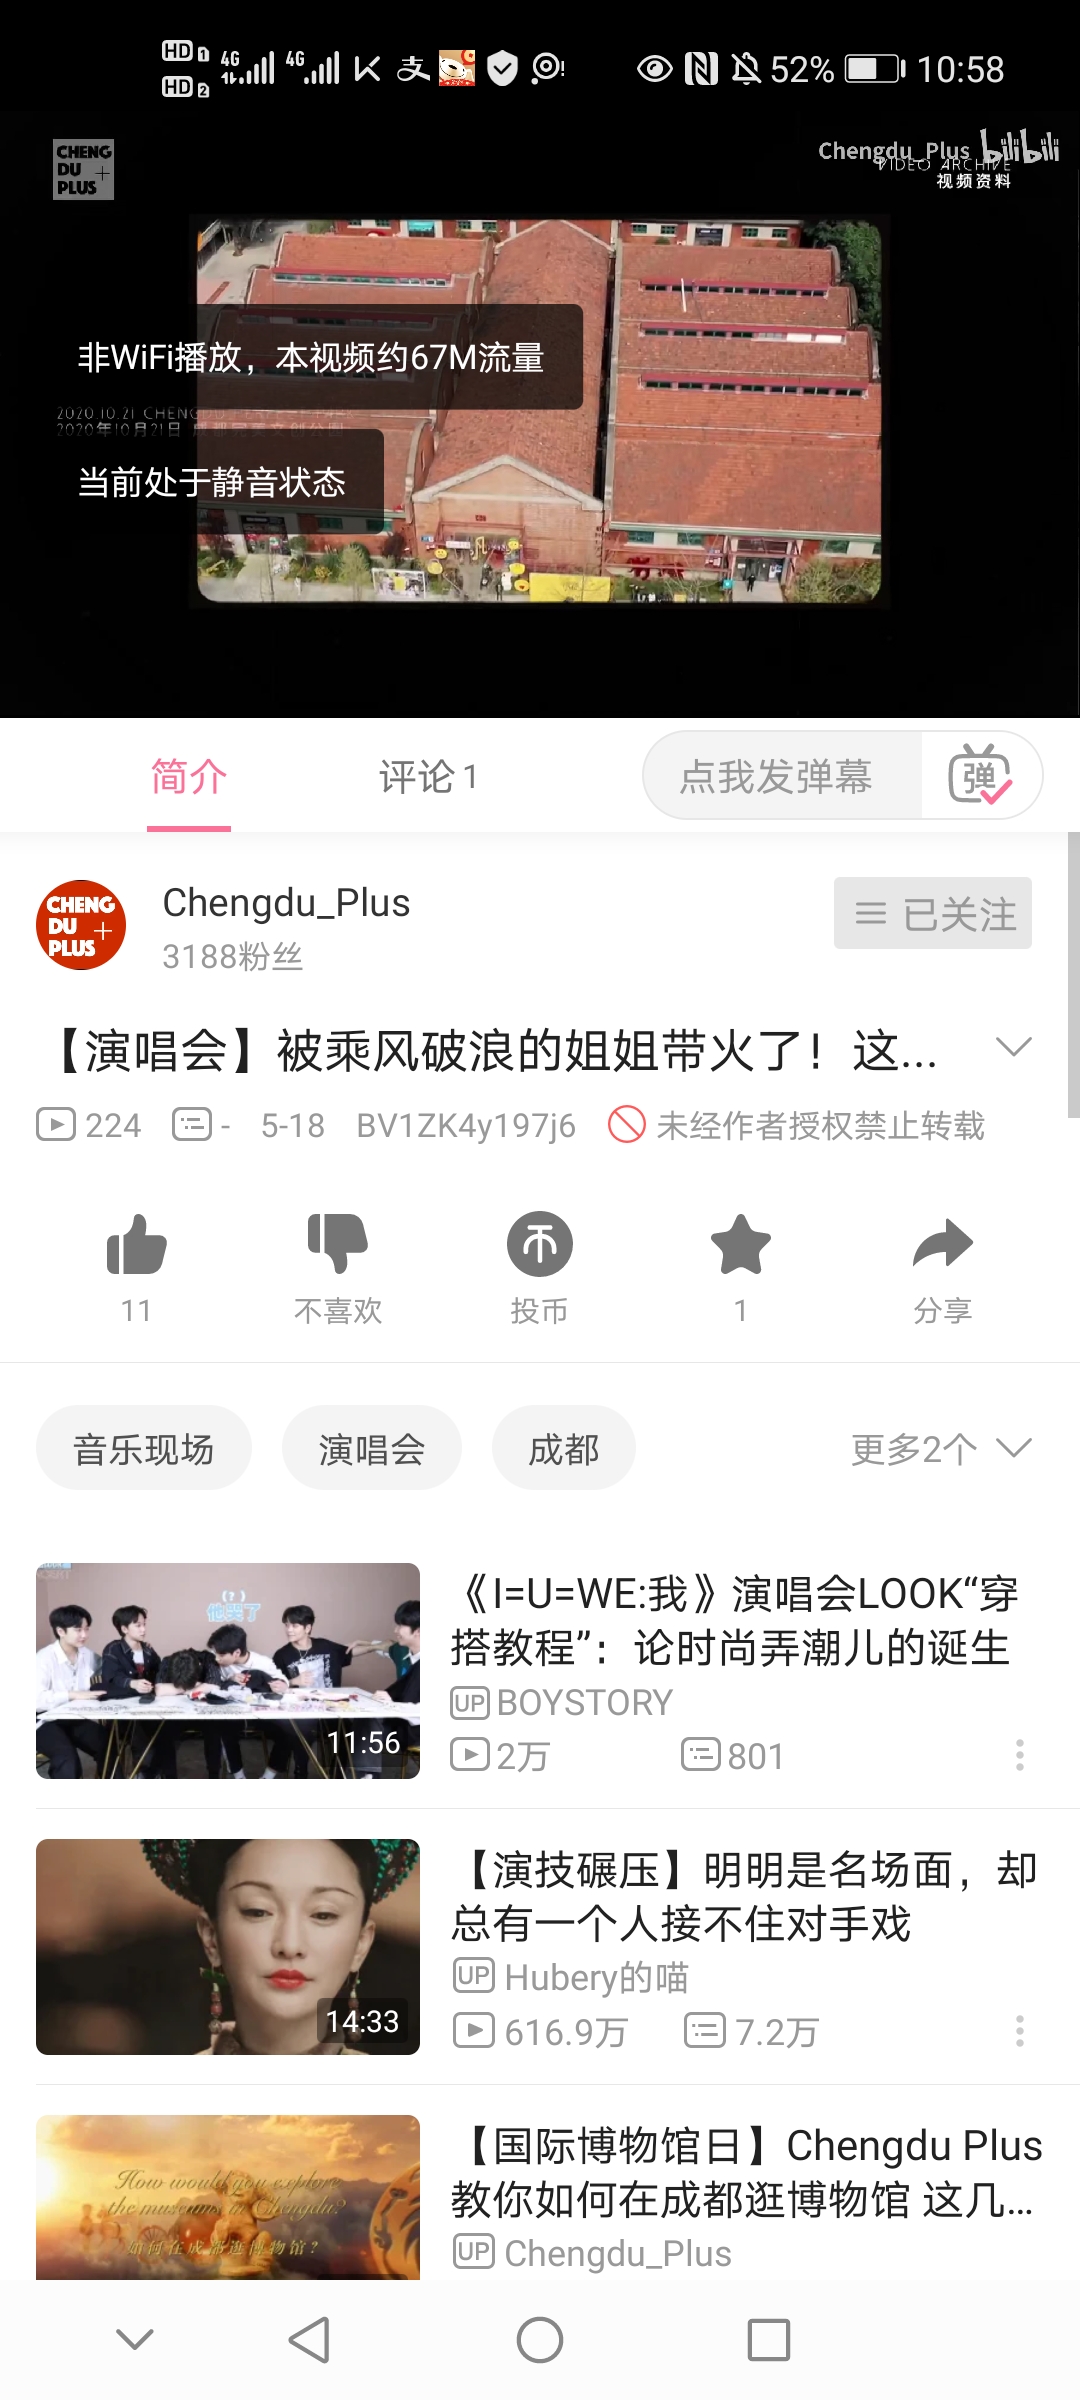 HD 1 4G 4G 支 52% 10:58
HD 2
CHENG
DU +
PLUS
Chengdu_Plus bilibili
VIDEO ARCHIVE
视频资料
非WiFi播放，本视频约67M流量
2020.10.21 CHENGDU
2020年10月21日 成都完美文创公园
当前处于静音状态
简介 评论 1 点我发弹幕 弹
CHENG
DU +
PLUS
Chengdu_Plus
3188粉丝
已关注
【演唱会】被乘风破浪的姐姐带火了！这...
224 - 5-18 BV1ZK4y197j6 未经作者授权禁止转载
11 不喜欢 投币 1 分享
音乐现场 演唱会 成都 更多2个
（?）
他哭了
11:56
《I=U=WE:我》演唱会LOOK“穿
搭教程”：论时尚弄潮儿的诞生
UP BOYSTORY
2万 801
14:33
【演技碾压】明明是名场面，却
总有一个人接不住对手戏
UP Hubery的喵
616.9万 7.2万
How would you explore
the museums in Chengdu?
如何在成都逛博物馆？
【国际博物馆日】Chengdu Plus
教你如何在成都逛博物馆 这几...
UP Chengdu_Plus